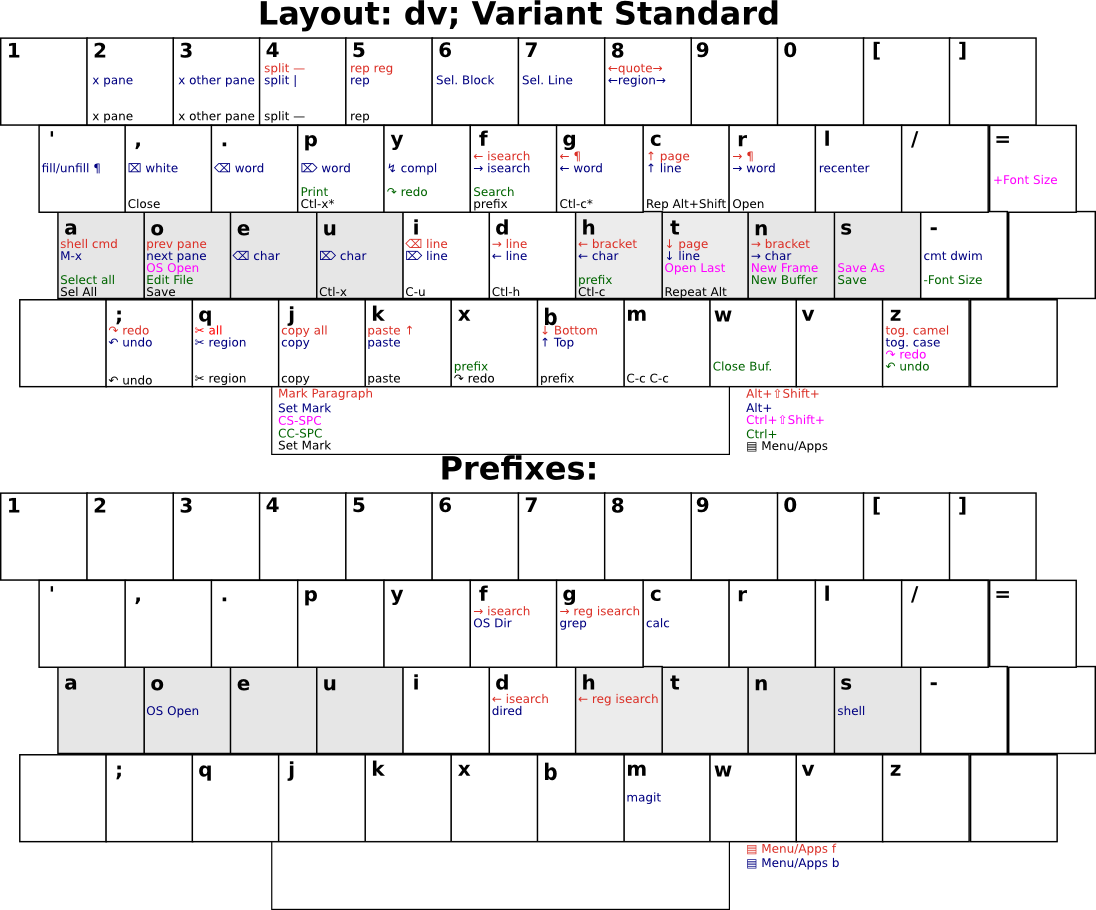 Layout: dv; Variant Standard
1 2 3 4 5 6 7 8 9 0 [ ]
split — rep reg ←quote→
x pane x other pane split | rep Sel. Block Sel. Line ←region→
x pane x other pane split — rep
' , . p y f g c r l / =
← isearch ← ¶ ↑ page → ¶
fill/unfill ¶ ⌧ white ⌫ word ⌦ word ↯ compl → isearch ← word ↑ line → word recenter
+Font Size
Print ↷ redo Search
Close Ctl-x* prefix Ctl-c* Rep Alt+Shift Open
a o e u i d h t n s -
shell cmd prev pane ⌫ line → line ← bracket ↓ page → bracket
M-x next pane ⌫ char ⌦ char ⌦ line ← line ← char ↓ line → char cmt dwim
OS Open Open Last New Frame Save As
Select all Edit File prefix New Buffer Save -Font Size
Sel All Save Ctl-x C-u Ctl-h Ctl-c Repeat Alt
; q j k x b m w v z
↷ redo ✂ all copy all paste ↑ ↓ Bottom tog. camel
↶ undo ✂ region copy paste ↑ Top tog. case
↷ redo
prefix Close Buf. ↶ undo
↶ undo ✂ region copy paste ↷ redo prefix C-c C-c
Mark Paragraph Alt+⇧Shift+
Set Mark Alt+
CS-SPC Ctrl+⇧Shift+
CC-SPC Ctrl+
Set Mark ▤ Menu/Apps
Prefixes:
1 2 3 4 5 6 7 8 9 0 [ ]
' , . p y f g c r l / =
→ isearch → reg isearch
OS Dir grep calc
a o e u i d h t n s -
← isearch ← reg isearch
OS Open dired shell
; q j k x b m w v z
magit
▤ Menu/Apps f
▤ Menu/Apps b